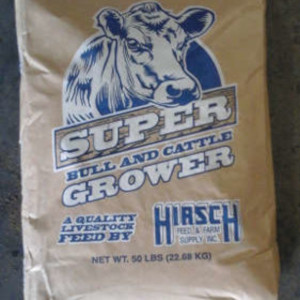 SUPER
BULL AND CATTLE
GROWER
A QUALITY
LIVESTOCK
FEED BY
HIRSCH
FEED & FARM
SUPPLY INC.
NET WT. 50 LBS (22.68 KG)